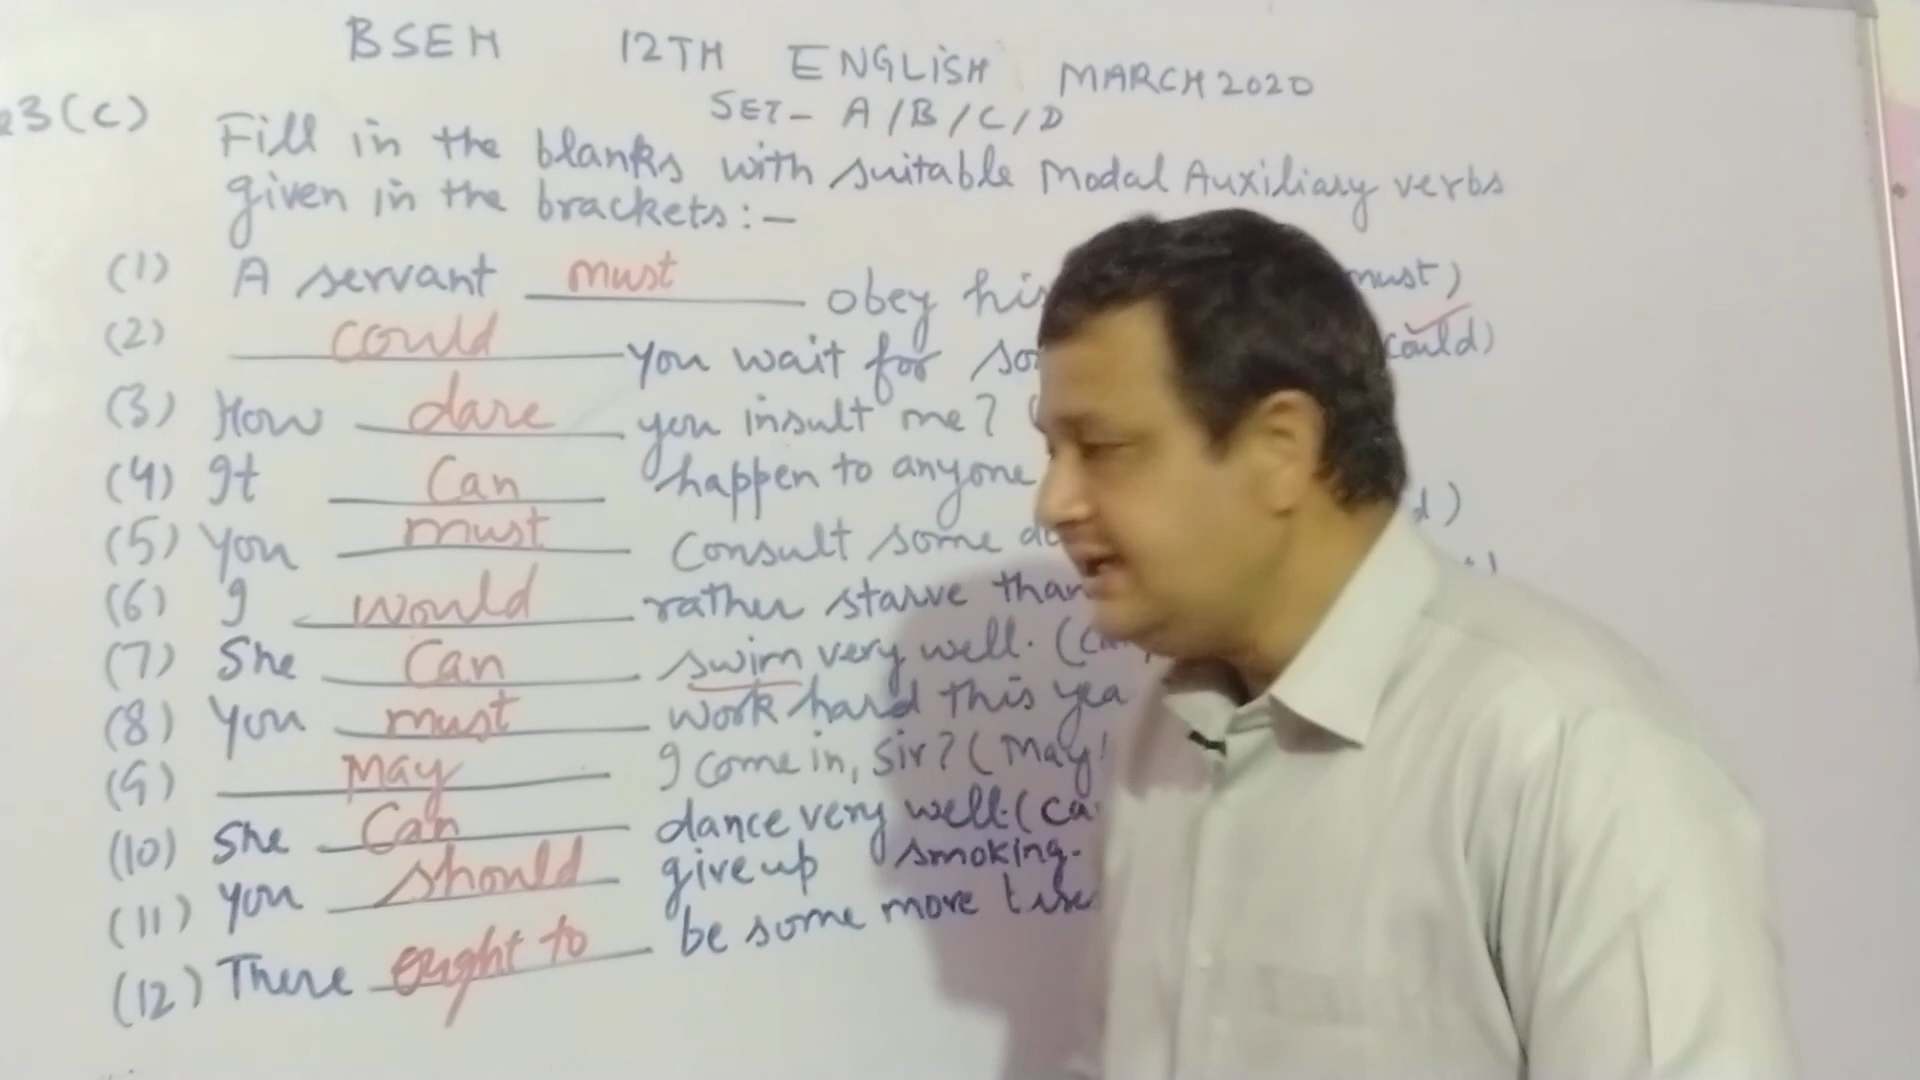 BSEH 12TH ENGLISH MARCH 2020
SET- A/B/C/D
3(C) Fill in the blanks with suitable Modal Auxiliary verbs
given in the brackets:-
(1) A servant must obey his must)
(2) could you wait for could)
(3) How dare you insult me?
(4) It Can happen to anyone
(5) You must Consult some
(6) I would rather starve than
(7) She Can swim very well.
(8) You must work hard this
(9) May I come in, Sir? (May
(10) She Can dance very well.
(11) You should give up smoking.
(12) There ought to be some more